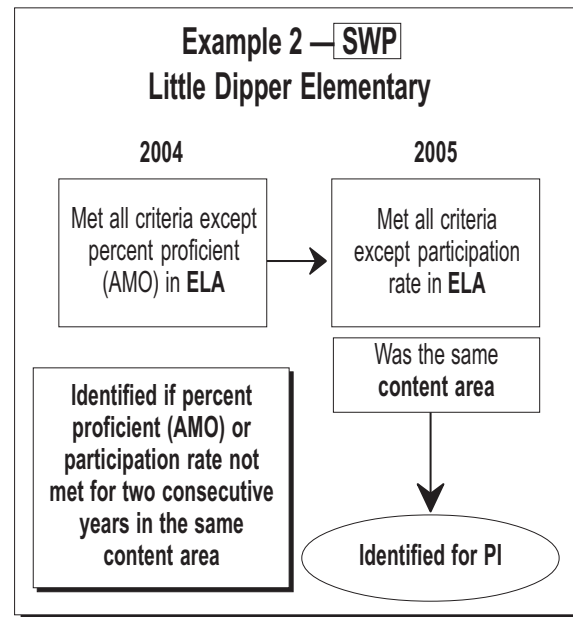 Example 2 — SWP
Little Dipper Elementary
2004
2005
Met all criteria except
percent proficient
(AMO) in ELA
Met all criteria
except participation
rate in ELA
Was the same
content area
Identified if percent
proficient (AMO) or
participation rate not
met for two consecutive
years in the same
content area
Identified for PI